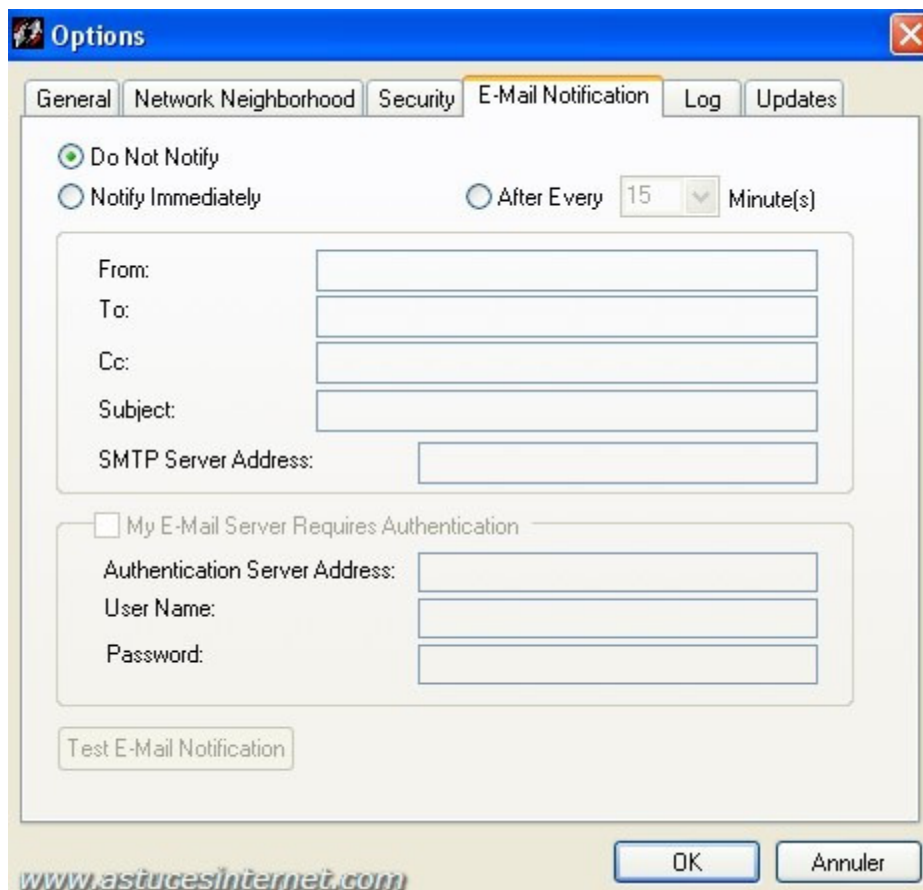 Options
General Network Neighborhood Security E-Mail Notification Log Updates
Do Not Notify
Notify Immediately After Every 15 Minute(s)
From:
To:
Cc:
Subject:
SMTP Server Address:
My E-Mail Server Requires Authentication
Authentication Server Address:
User Name:
Password:
Test E-Mail Notification
OK Annuler
www.astucesinternet.com